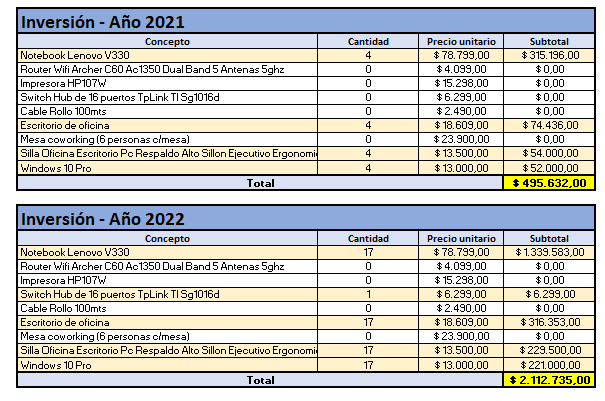 Inversión - Año 2021
Concepto Cantidad Precio unitario Subtotal
Notebook Lenovo V330 4 $ 78.799,00 $ 315.196,00
Router Wifi Archer C60 Ac1350 Dual Band 5 Antenas 5ghz 0 $ 4.099,00 $ 0,00
Impresora HP107W 0 $ 15.298,00 $ 0,00
Switch Hub de 16 puertos TpLink Tl Sg1016d 0 $ 6.299,00 $ 0,00
Cable Rollo 100mts 0 $ 2.490,00 $ 0,00
Escritorio de oficina 4 $ 18.609,00 $ 74.436,00
Mesa coworking (6 personas c/mesa) 0 $ 23.900,00 $ 0,00
Silla Oficina Escritorio Pc Respaldo Alto Sillon Ejecutivo Ergonomi 4 $ 13.500,00 $ 54.000,00
Windows 10 Pro 4 $ 13.000,00 $ 52.000,00
Total $ 495.632,00
Inversión - Año 2022
Concepto Cantidad Precio unitario Subtotal
Notebook Lenovo V330 17 $ 78.799,00 $ 1.339.583,00
Router Wifi Archer C60 Ac1350 Dual Band 5 Antenas 5ghz 0 $ 4.099,00 $ 0,00
Impresora HP107W 0 $ 15.298,00 $ 0,00
Switch Hub de 16 puertos TpLink Tl Sg1016d 1 $ 6.299,00 $ 6.299,00
Cable Rollo 100mts 0 $ 2.490,00 $ 0,00
Escritorio de oficina 17 $ 18.609,00 $ 316.353,00
Mesa coworking (6 personas c/mesa) 0 $ 23.900,00 $ 0,00
Silla Oficina Escritorio Pc Respaldo Alto Sillon Ejecutivo Ergonomi 17 $ 13.500,00 $ 229.500,00
Windows 10 Pro 17 $ 13.000,00 $ 221.000,00
Total $ 2.112.735,00